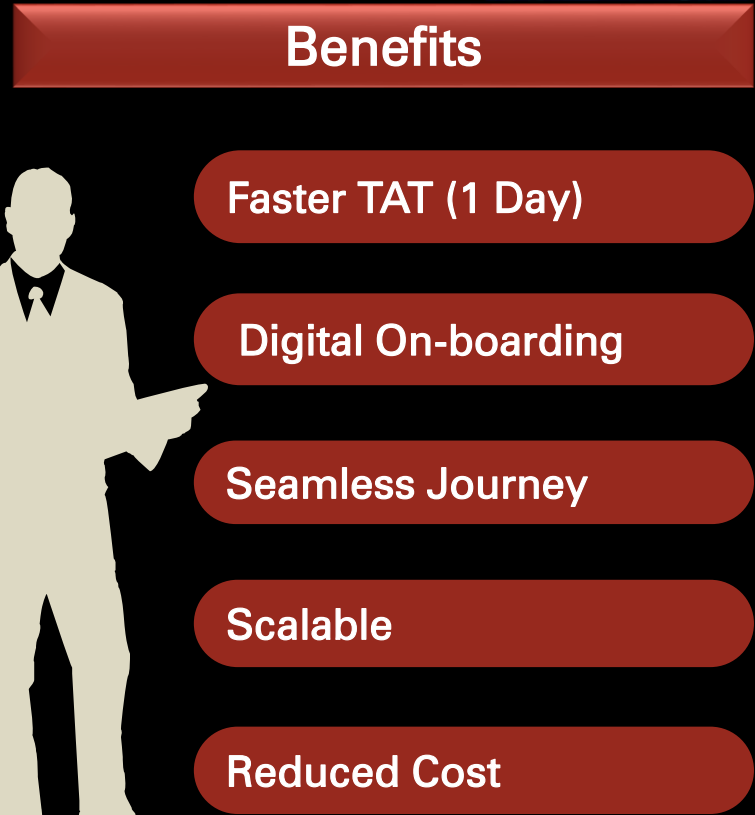 Benefits
Faster TAT (1 Day)
Digital On-boarding
Seamless Journey
Scalable
Reduced Cost